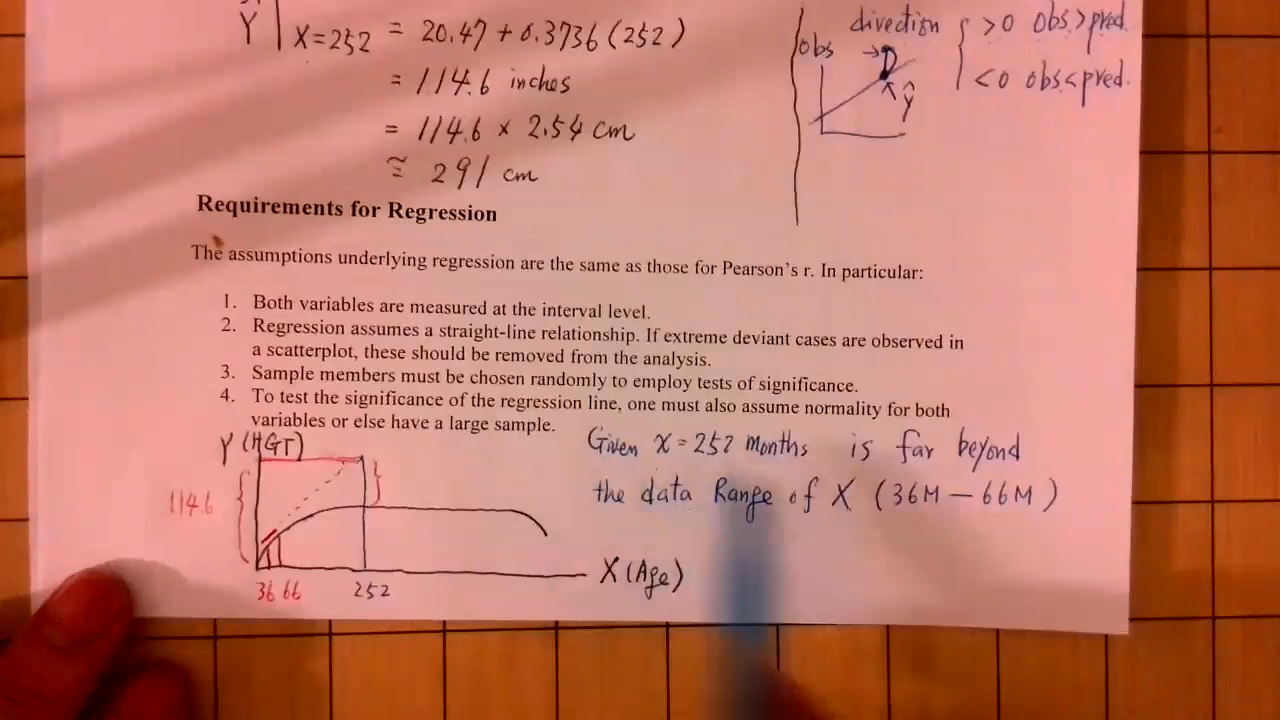 Ŷ | X=252 = 20.47 + 0.3736 (252)
= 114.6 inches
= 114.6 × 2.54 cm
≅ 291 cm
direction { >0 obs>pred.
<0 obs<pred.
obs
D
Ŷ
Requirements for Regression
The assumptions underlying regression are the same as those for Pearson's r. In particular:
1. Both variables are measured at the interval level.
2. Regression assumes a straight-line relationship. If extreme deviant cases are observed in
a scatterplot, these should be removed from the analysis.
3. Sample members must be chosen randomly to employ tests of significance.
4. To test the significance of the regression line, one must also assume normality for both
variables or else have a large sample.
Y (HGT)
114.6
36 66 252
X (Age)
Given x = 252 months is far beyond
the data Range of X (36M – 66M)